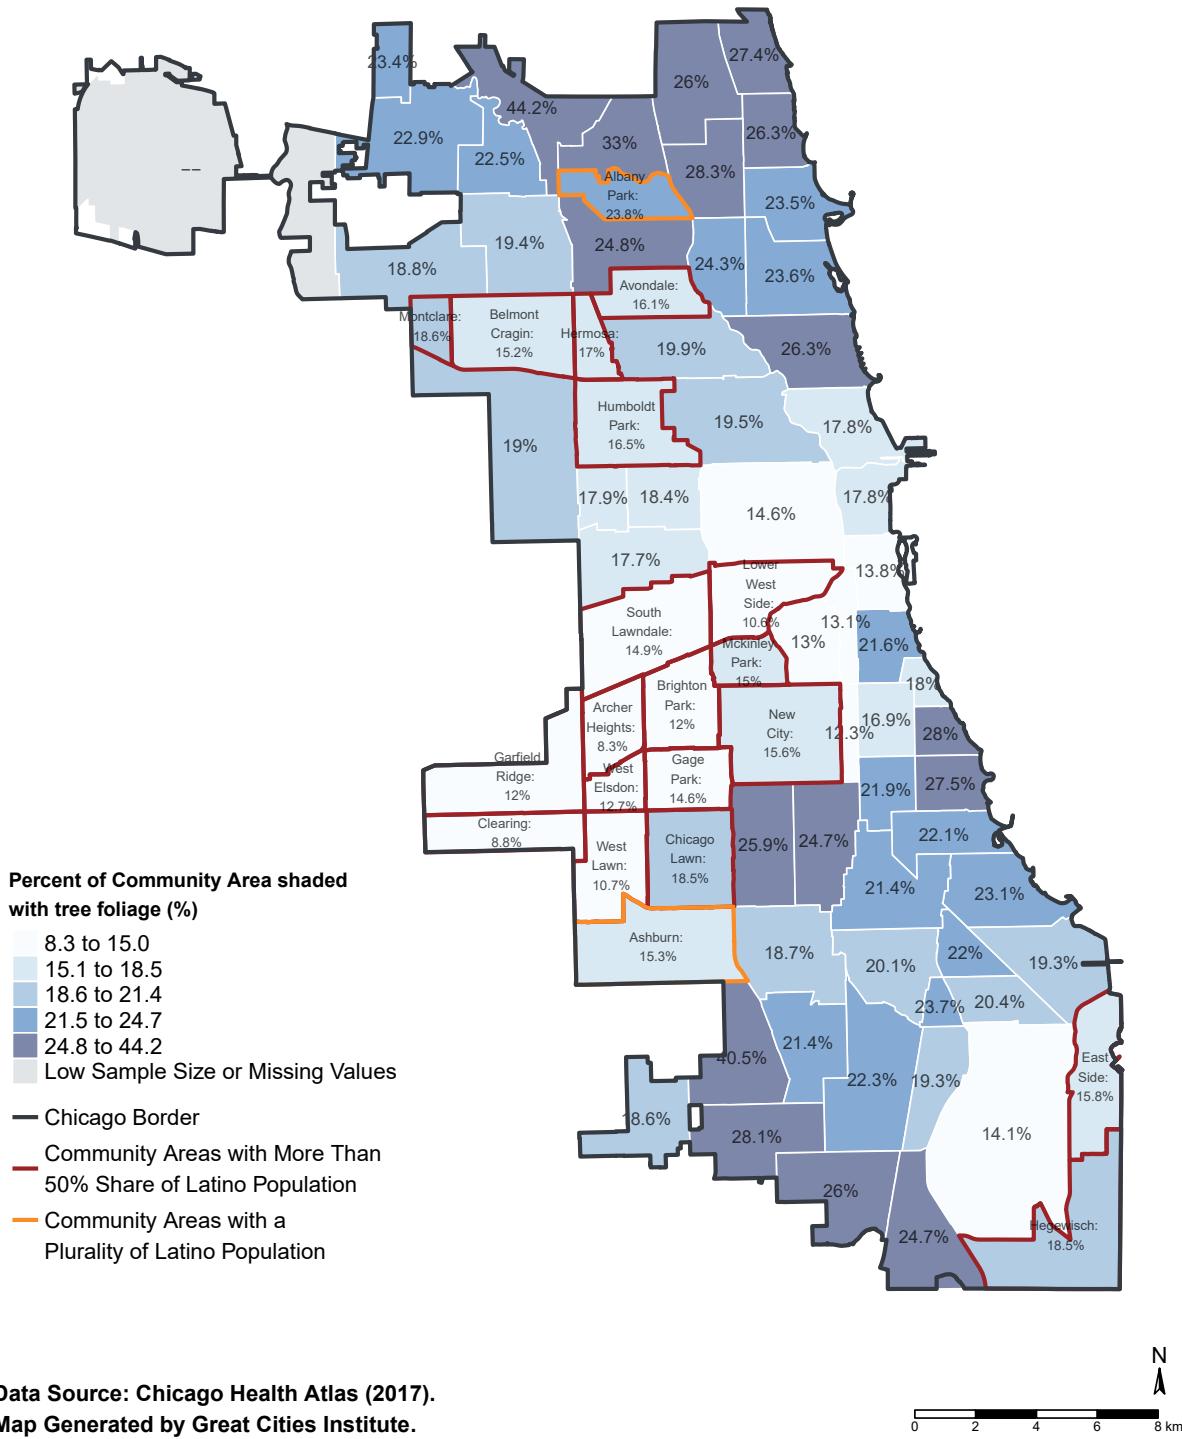 27.4%
23.4%
26%
44.2%
26.3%
22.9%
33%
22.5%
28.3%
--
Albany
Park:
23.8%
23.5%
19.4%
24.8%
24.3%
18.8%
23.6%
Avondale:
16.1%
Montclare:
18.6%
Belmont
Cragin:
15.2%
Hermosa:
17%
19.9%
26.3%
Humboldt
Park:
16.5%
19.5%
17.8%
19%
17.9%
18.4%
17.8%
14.6%
17.7%
Lower
West
Side:
10.6%
13.8%
South
Lawndale:
14.9%
13.1%
13%
21.6%
Mckinley
Park:
15%
18%
Brighton
Park:
12%
Archer
Heights:
8.3%
New
City:
15.6%
12.3%
16.9%
28%
Garfield
Ridge:
12%
West
Elsdon:
12.7%
Gage
Park:
14.6%
21.9%
27.5%
Clearing:
8.8%
West
Lawn:
10.7%
Chicago
Lawn:
18.5%
25.9%
24.7%
22.1%
21.4%
23.1%
Ashburn:
15.3%
18.7%
20.1%
22%
19.3%
23.7%
20.4%
40.5%
21.4%
22.3%
19.3%
East
Side:
15.8%
18.6%
28.1%
14.1%
26%
24.7%
Hegewisch:
18.5%
Percent of Community Area shaded
with tree foliage (%)
8.3 to 15.0
15.1 to 18.5
18.6 to 21.4
21.5 to 24.7
24.8 to 44.2
Low Sample Size or Missing Values
Chicago Border
Community Areas with More Than
50% Share of Latino Population
Community Areas with a
Plurality of Latino Population
Data Source: Chicago Health Atlas (2017).
Map Generated by Great Cities Institute.
N
0 2 4 6 8 km